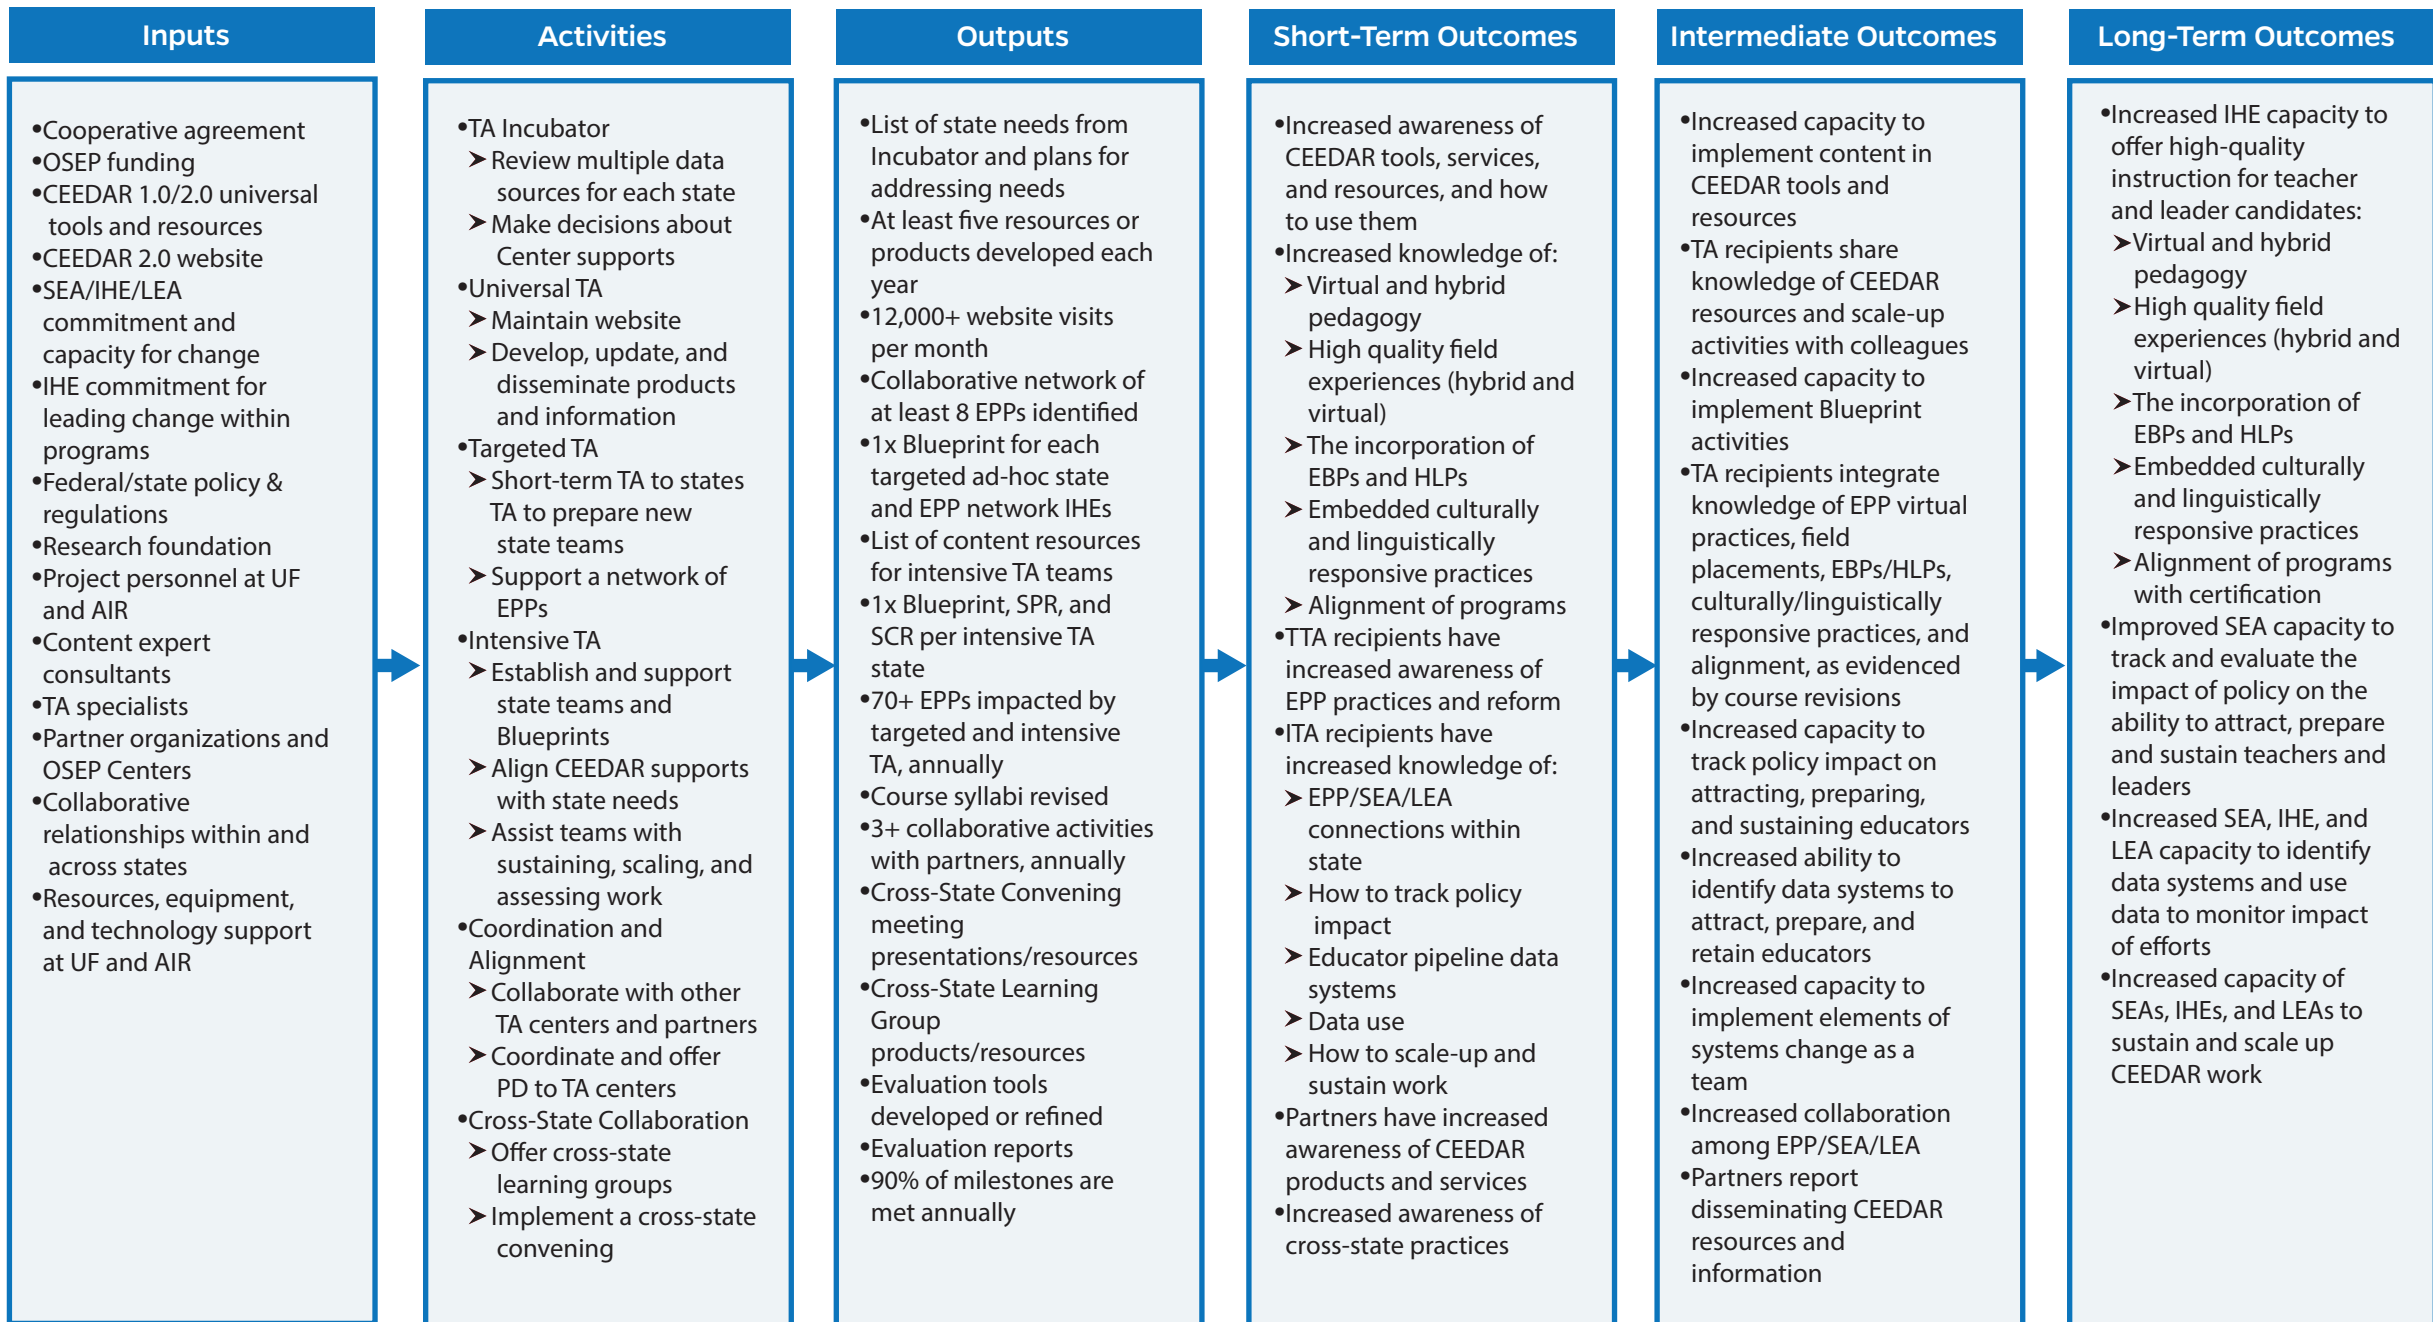 Inputs
•Cooperative agreement
•OSEP funding
•CEEDAR 1.0/2.0 universal
tools and resources
•CEEDAR 2.0 website
•SEA/IHE/LEA
commitment and
capacity for change
•IHE commitment for
leading change within
programs
•Federal/state policy &
regulations
•Research foundation
•Project personnel at UF
and AIR
•Content expert
consultants
•TA specialists
•Partner organizations and
OSEP Centers
•Collaborative
relationships within and
across states
•Resources, equipment,
and technology support
at UF and AIR
Activities
•TA Incubator
➤Review multiple data
sources for each state
➤Make decisions about
Center supports
•Universal TA
➤Maintain website
➤Develop, update, and
disseminate products
and information
•Targeted TA
➤Short-term TA to states
TA to prepare new
state teams
➤Support a network of
EPPs
•Intensive TA
➤Establish and support
state teams and
Blueprints
➤Align CEEDAR supports
with state needs
➤Assist teams with
sustaining, scaling, and
assessing work
•Coordination and
Alignment
➤Collaborate with other
TA centers and partners
➤Coordinate and offer
PD to TA centers
•Cross-State Collaboration
➤Offer cross-state
learning groups
➤Implement a cross-state
convening
Outputs
•List of state needs from
Incubator and plans for
addressing needs
•At least five resources or
products developed each
year
•12,000+ website visits
per month
•Collaborative network of
at least 8 EPPs identified
•1x Blueprint for each
targeted ad-hoc state
and EPP network IHEs
•List of content resources
for intensive TA teams
•1x Blueprint, SPR, and
SCR per intensive TA
state
•70+ EPPs impacted by
targeted and intensive
TA, annually
•Course syllabi revised
•3+ collaborative activities
with partners, annually
•Cross-State Convening
meeting
presentations/resources
•Cross-State Learning
Group
products/resources
•Evaluation tools
developed or refined
•Evaluation reports
•90% of milestones are
met annually
Short-Term Outcomes
•Increased awareness of
CEEDAR tools, services,
and resources, and how
to use them
•Increased knowledge of:
➤Virtual and hybrid
pedagogy
➤High quality field
experiences (hybrid and
virtual)
➤The incorporation of
EBPs and HLPs
➤Embedded culturally
and linguistically
responsive practices
➤Alignment of programs
•TTA recipients have
increased awareness of
EPP practices and reform
•ITA recipients have
increased knowledge of:
➤EPP/SEA/LEA
connections within
state
➤How to track policy
impact
➤Educator pipeline data
systems
➤Data use
➤How to scale-up and
sustain work
•Partners have increased
awareness of CEEDAR
products and services
•Increased awareness of
cross-state practices
Intermediate Outcomes
•Increased capacity to
implement content in
CEEDAR tools and
resources
•TA recipients share
knowledge of CEEDAR
resources and scale-up
activities with colleagues
•Increased capacity to
implement Blueprint
activities
•TA recipients integrate
knowledge of EPP virtual
practices, field
placements, EBPs/HLPs,
culturally/linguistically
responsive practices, and
alignment, as evidenced
by course revisions
•Increased capacity to
track policy impact on
attracting, preparing,
and sustaining educators
•Increased ability to
identify data systems to
attract, prepare, and
retain educators
•Increased capacity to
implement elements of
systems change as a
team
•Increased collaboration
among EPP/SEA/LEA
•Partners report
disseminating CEEDAR
resources and
information
Long-Term Outcomes
•Increased IHE capacity to
offer high-quality
instruction for teacher
and leader candidates:
➤Virtual and hybrid
pedagogy
➤High quality field
experiences (hybrid and
virtual)
➤The incorporation of
EBPs and HLPs
➤Embedded culturally
and linguistically
responsive practices
➤Alignment of programs
with certification
•Improved SEA capacity to
track and evaluate the
impact of policy on the
ability to attract, prepare
and sustain teachers and
leaders
•Increased SEA, IHE, and
LEA capacity to identify
data systems and use
data to monitor impact
of efforts
•Increased capacity of
SEAs, IHEs, and LEAs to
sustain and scale up
CEEDAR work